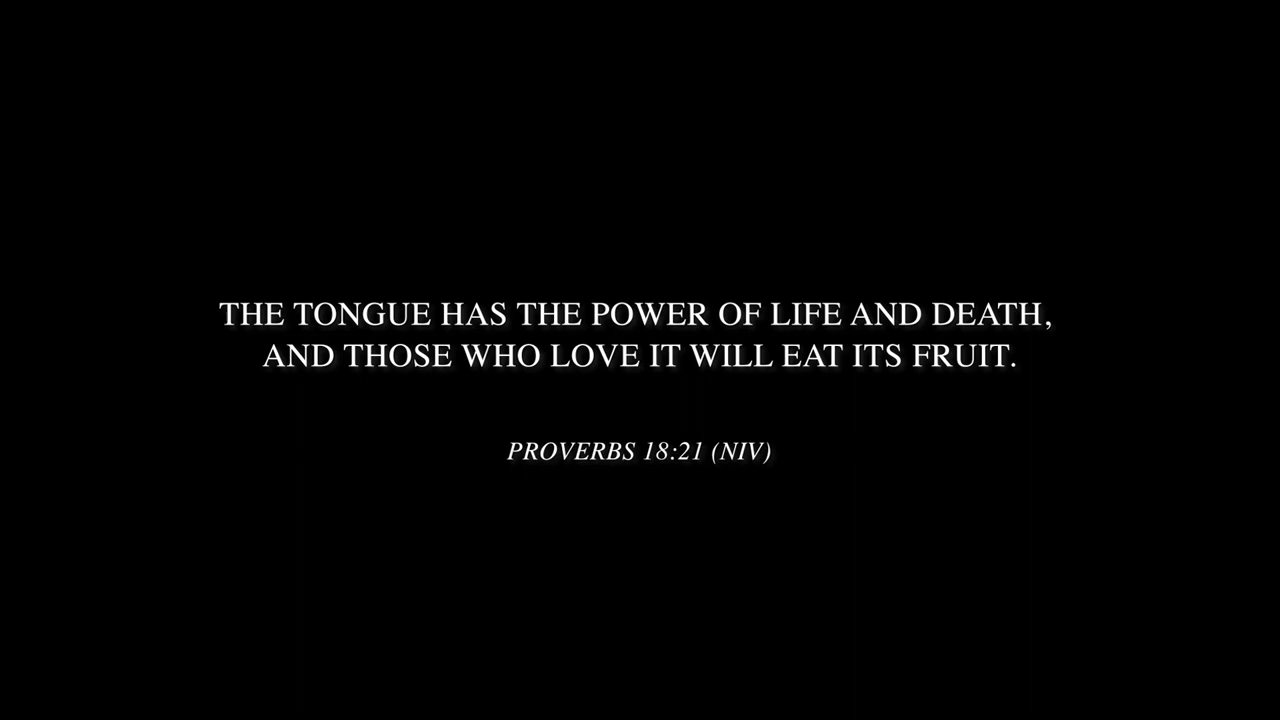 THE TONGUE HAS THE POWER OF LIFE AND DEATH,
AND THOSE WHO LOVE IT WILL EAT ITS FRUIT.
PROVERBS 18:21 (NIV)